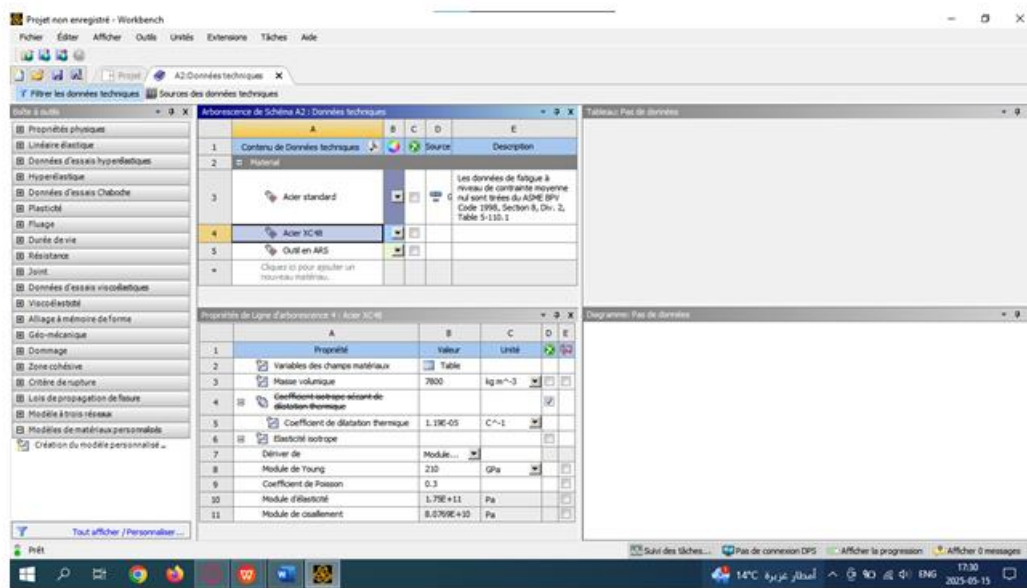 Projet non enregistré - Workbench
Fichier Éditer Afficher Outils Unités Extensions Tâches Aide
Projet A2:Données techniques
Filtrer les données techniques Sources des données techniques
Boîte à outils
Propriétés physiques
Linéaire élastique
Données d'essais hyperélastiques
Hyperélastique
Données d'essais Chaboche
Plasticité
Fluage
Durée de vie
Résistance
Joint
Données d'essais viscoélastiques
Viscoélasticité
Alliage à mémoire de forme
Géo-mécanique
Dommage
Zone cohésive
Critère de rupture
Lois de propagation de fissure
Modèle à trois réseaux
Modèles de matériaux personnalisés
Création du modèle personnalisé ...
Tout afficher / Personnaliser ...
Arborescence de Schéma A2 : Données techniques
A B C D E
1 Contenu de Données techniques Source Description
2 Material
3 Acier standard Les données de fatigue à
niveau de contrainte moyenne
nul sont tirées du ASME BPV
Code 1998, Section 8, Div. 2,
Table 5-110.1
4 Acier XC48
5 Outil en ARS
* Cliquez ici pour ajouter un
nouveau matériau.
Propriétés de Ligne d'arborescence 4 : Acier XC48
A B C D E
1 Propriété Valeur Unité
2 Variables des champs matériaux Table
3 Masse volumique 7800 kg m^-3
4 Coefficient isotrope sécant de
dilatation thermique
5 Coefficient de dilatation thermique 1.19E-05 C^-1
6 Elasticité isotrope
7 Dériver de Module...
8 Module de Young 210 GPa
9 Coefficient de Poisson 0.3
10 Module d'élasticité 1.75E+11 Pa
11 Module de cisaillement 8.0769E+10 Pa
Tableau: Pas de données
Diagramme: Pas de données
Prêt
Suivi des tâches... Pas de connexion DPS Afficher la progression Afficher 0 messages
14°C أمطار غزيرة
ENG
17:30
2025-05-15